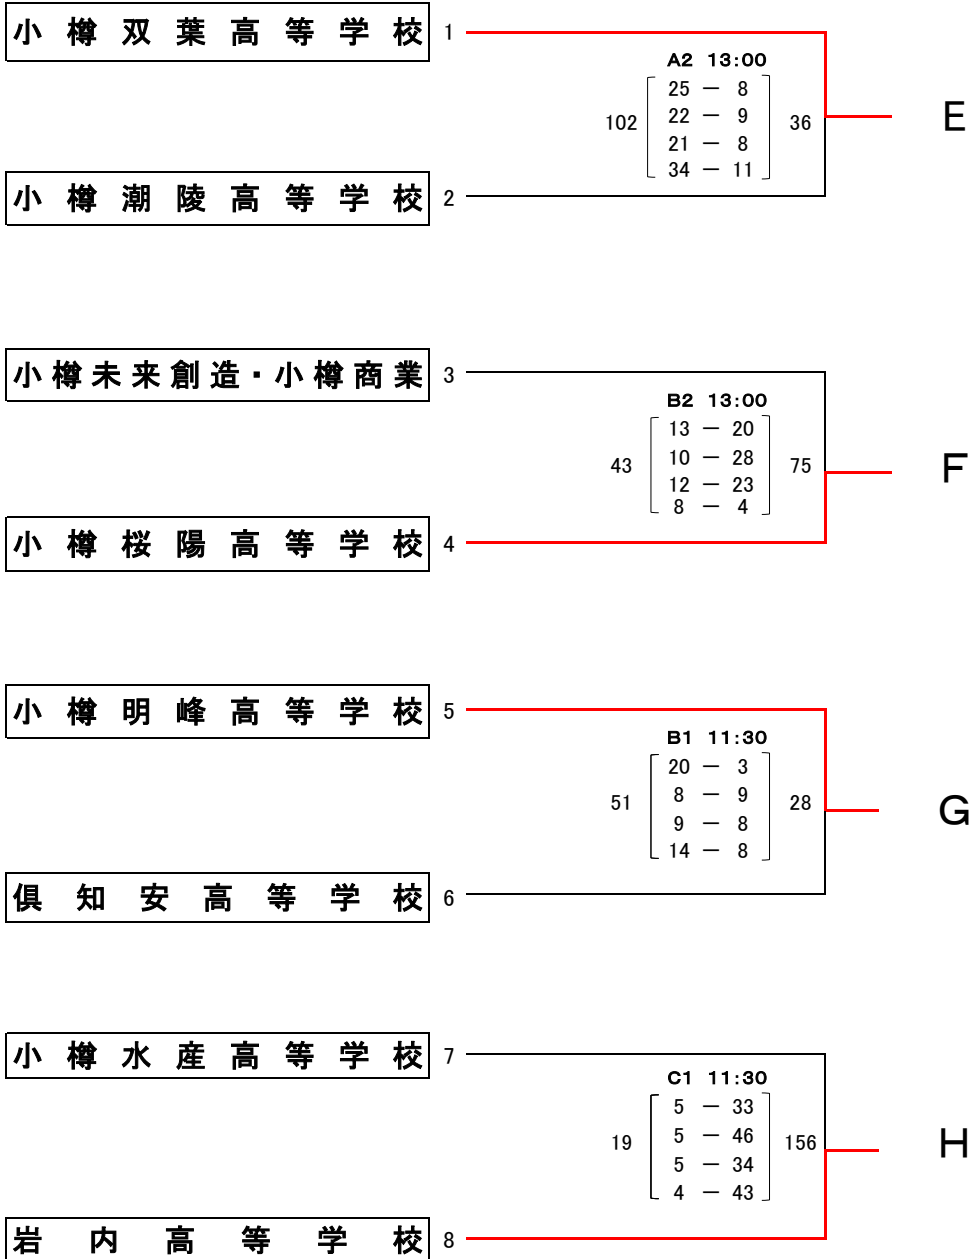 小樽双葉高等学校 1
A2 13:00
25 － 8
102 22 － 9 36 E
21 － 8
34 － 11
小樽潮陵高等学校 2
小樽未来創造・小樽商業 3
B2 13:00
13 － 20
43 10 － 28 75 F
12 － 23
8 － 4
小樽桜陽高等学校 4
小樽明峰高等学校 5
B1 11:30
20 － 3
51 8 － 9 28 G
9 － 8
14 － 8
倶知安高等学校 6
小樽水産高等学校 7
C1 11:30
5 － 33
19 5 － 46 156 H
5 － 34
4 － 43
岩内高等学校 8